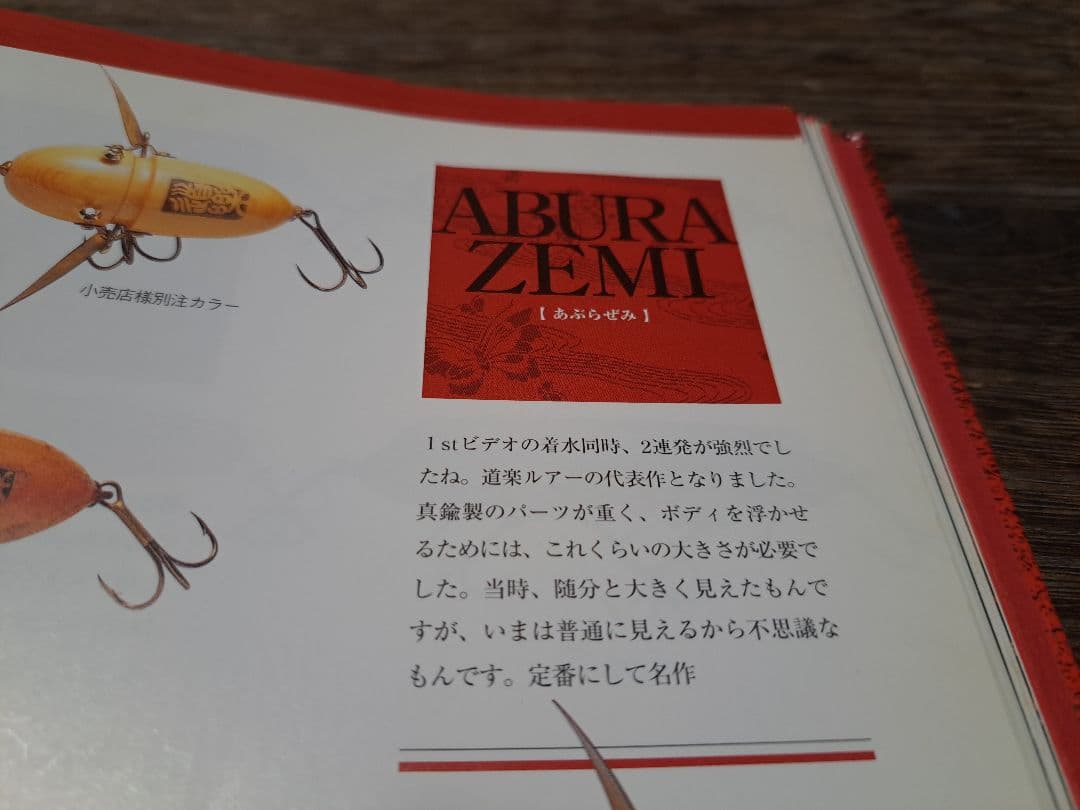 小売店様別注カラー
ABURA
ZEMI
【 あぶらぜみ 】
1stビデオの着水同時、2連発が強烈でし
たね。道楽ルアーの代表作となりました。
真鍮製のパーツが重く、ボディを浮かせ
るためには、これくらいの大きさが必要で
した。当時、随分と大きく見えたもんで
すが、いまは普通に見えるから不思議な
もんです。定番にして名作